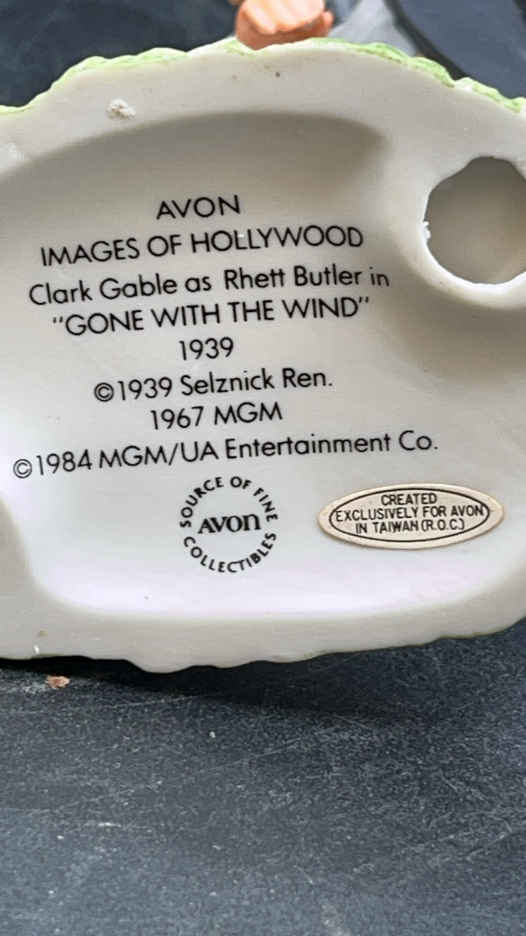 AVON
IMAGES OF HOLLYWOOD
Clark Gable as Rhett Butler in
"GONE WITH THE WIND"
1939
©1939 Selznick Ren.
1967 MGM
©1984 MGM/UA Entertainment Co.
SOURCE OF FINE
AVON
COLLECTIBLES
CREATED
EXCLUSIVELY FOR AVON
IN TAIWAN (R.O.C.)